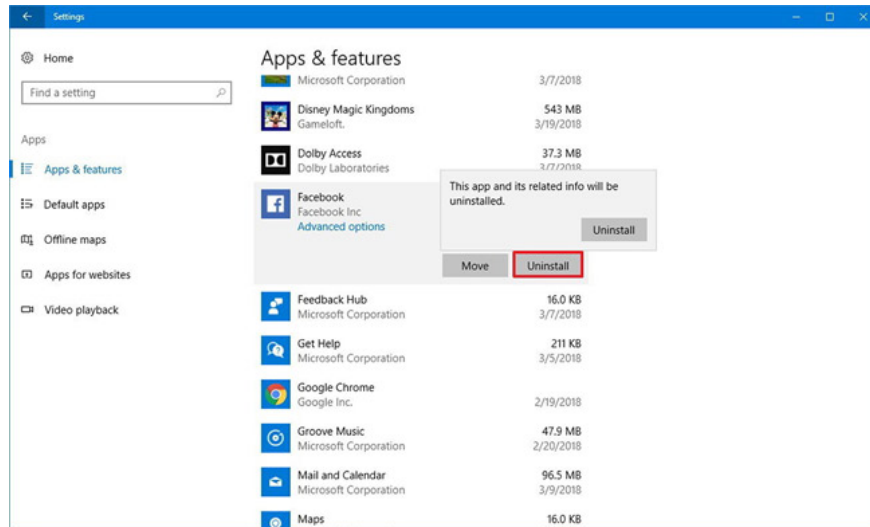 Settings
Home
Find a setting
Apps
Apps & features
Default apps
Offline maps
Apps for websites
Video playback
Apps & features
Microsoft Corporation 3/7/2018
Disney Magic Kingdoms 543 MB
Gameloft. 3/19/2018
Dolby Access 37.3 MB
Dolby Laboratories 3/7/2018
Facebook
Facebook Inc
Advanced options
This app and its related info will be
uninstalled.
Uninstall
Move Uninstall
Feedback Hub 16.0 KB
Microsoft Corporation 3/7/2018
Get Help 211 KB
Microsoft Corporation 3/5/2018
Google Chrome
Google Inc. 2/19/2018
Groove Music 47.9 MB
Microsoft Corporation 2/20/2018
Mail and Calendar 96.5 MB
Microsoft Corporation 3/9/2018
Maps 16.0 KB